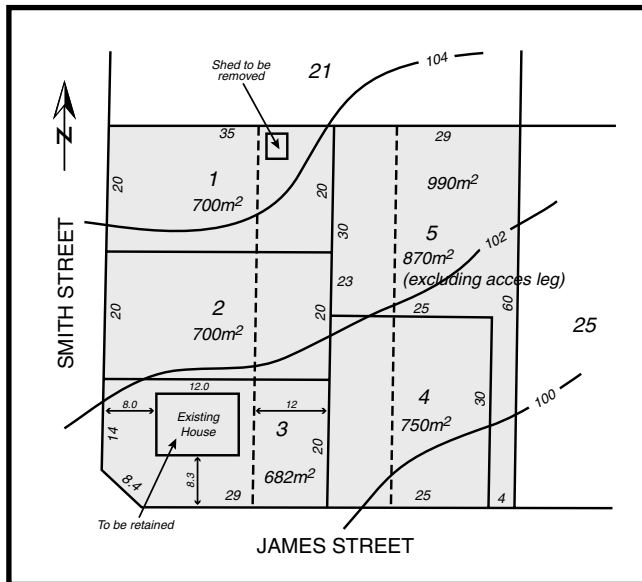 104
Shed to be
removed
21
N
35
29
20
1
700m²
20
990m²
30
5
870m²
(excluding acces leg)
102
23
SMITH STREET
20
2
700m²
20
25
60
25
12.0
8.0
Existing
House
12
3
14
20
4
750m²
30
100
8.4
8.3
682m²
29
25
4
To be retained
JAMES STREET